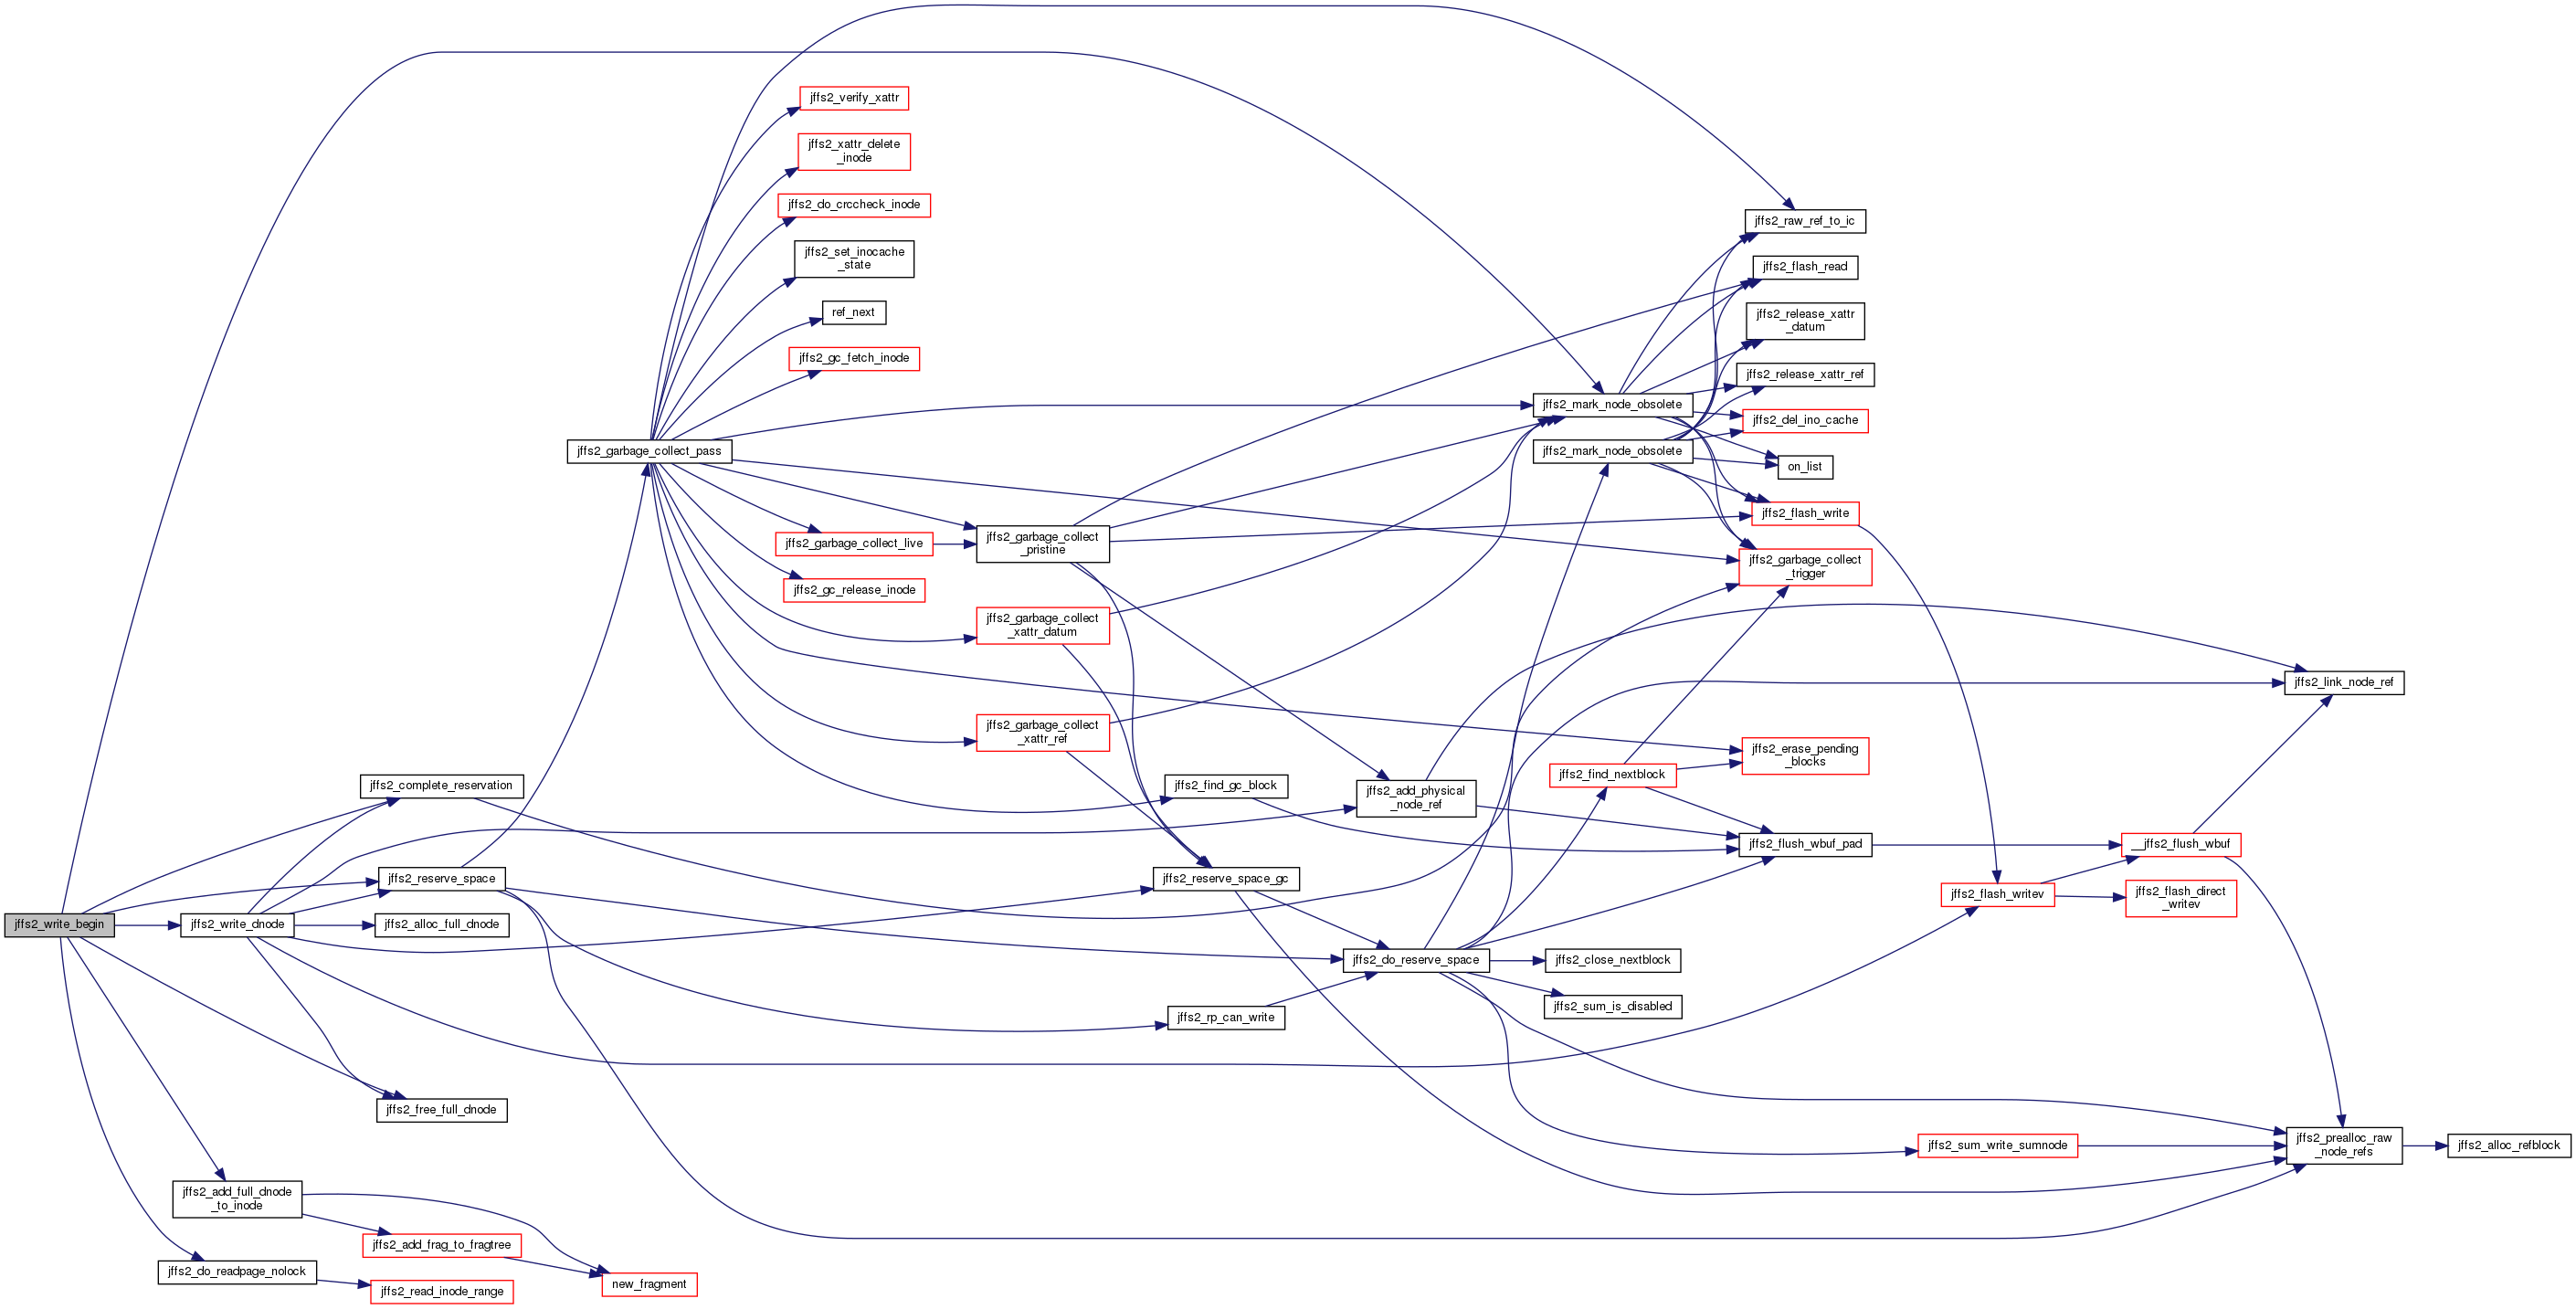 jffs2_verify_xattr
jffs2_xattr_delete
_inode
jffs2_do_crccheck_inode
jffs2_set_inocache
_state
ref_next
jffs2_gc_fetch_inode
jffs2_garbage_collect_pass
jffs2_garbage_collect_live
jffs2_gc_release_inode
jffs2_garbage_collect
_pristine
jffs2_garbage_collect
_xattr_datum
jffs2_garbage_collect
_xattr_ref
jffs2_raw_ref_to_ic
jffs2_flash_read
jffs2_release_xattr
_datum
jffs2_release_xattr_ref
jffs2_mark_node_obsolete
jffs2_del_ino_cache
jffs2_mark_node_obsolete
on_list
jffs2_flash_write
jffs2_garbage_collect
_trigger
jffs2_link_node_ref
jffs2_erase_pending
_blocks
jffs2_find_nextblock
jffs2_complete_reservation
jffs2_find_gc_block
jffs2_add_physical
_node_ref
jffs2_flush_wbuf_pad
__jffs2_flush_wbuf
jffs2_reserve_space
jffs2_reserve_space_gc
jffs2_flash_writev
jffs2_flash_direct
_writev
jffs2_write_begin
jffs2_write_dnode
jffs2_alloc_full_dnode
jffs2_do_reserve_space
jffs2_close_nextblock
jffs2_sum_is_disabled
jffs2_rp_can_write
jffs2_free_full_dnode
jffs2_sum_write_sumnode
jffs2_prealloc_raw
_node_refs
jffs2_alloc_refblock
jffs2_add_full_dnode
_to_inode
jffs2_add_frag_to_fragtree
jffs2_do_readpage_nolock
new_fragment
jffs2_read_inode_range